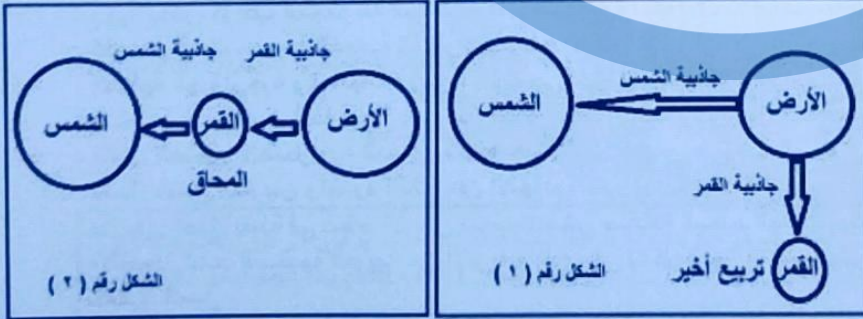 جاذبية الشمس
الشمس
الأرض
جاذبية القمر
القمر
تربيع أخير
الشكل رقم ( ١ )
جاذبية القمر
جاذبية الشمس
الشمس
القمر
الأرض
المحاق
الشكل رقم ( ٢ )